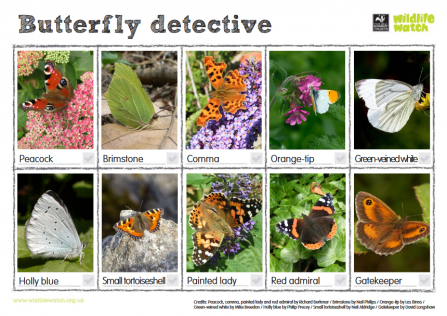 Butterfly detective
wildlife
watch
Peacock
Brimstone
Comma
Orange-tip
Green-veined white
Holly blue
Small tortoiseshell
Painted lady
Red admiral
Gatekeeper
www.wildlifewatch.org.uk
Credits: Peacock, comma, painted lady and red admiral by Richard Burkmar / Brimstone by Neil Phillips / Orange-tip by Les Binns /
Green-veined white by Mike Snowdon / Holly blue by Philip Precey / Small tortoiseshell by Neil Aldridge / Gatekeeper by David Longshaw